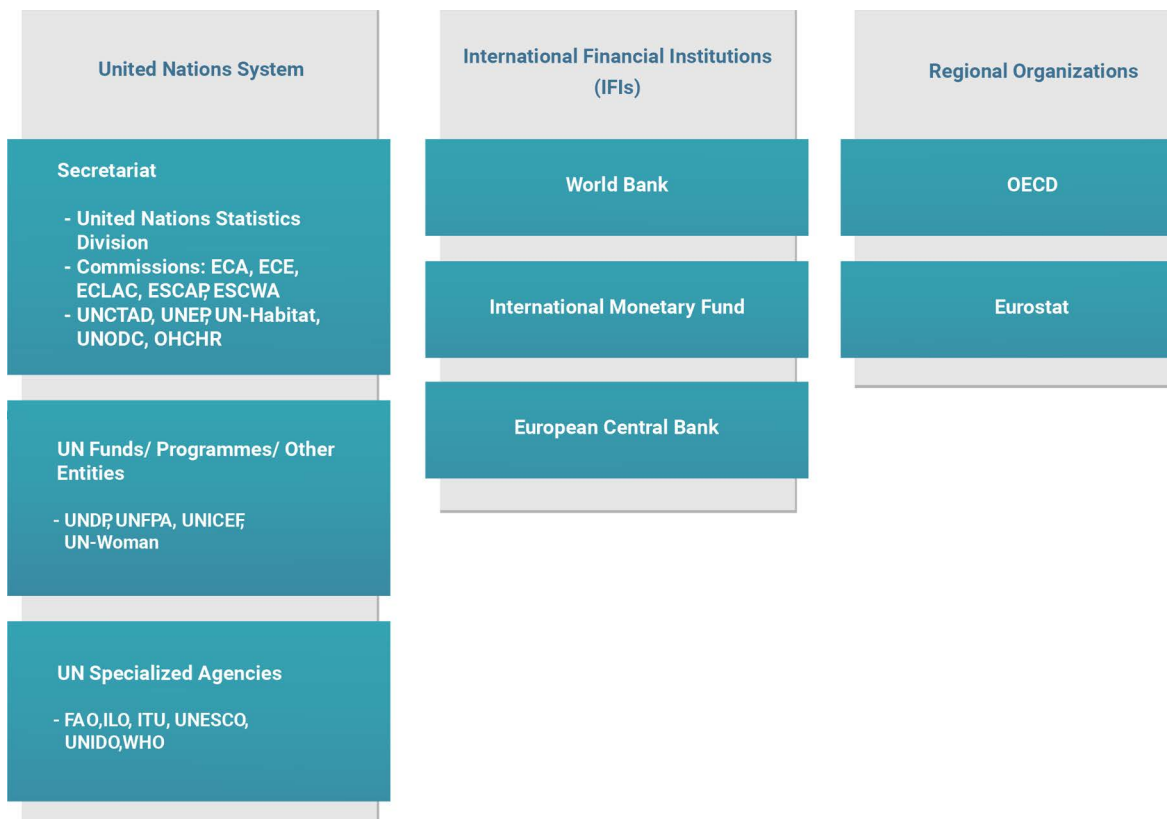 United Nations System
Secretariat
- United Nations Statistics
Division
- Commissions: ECA, ECE,
ECLAC, ESCAP, ESCWA
- UNCTAD, UNEP, UN-Habitat,
UNODC, OHCHR
UN Funds/ Programmes/ Other
Entities
- UNDP, UNFPA, UNICEF,
UN-Woman
UN Specialized Agencies
- FAO,ILO, ITU, UNESCO,
UNIDO,WHO
International Financial Institutions
(IFIs)
World Bank
International Monetary Fund
European Central Bank
Regional Organizations
OECD
Eurostat